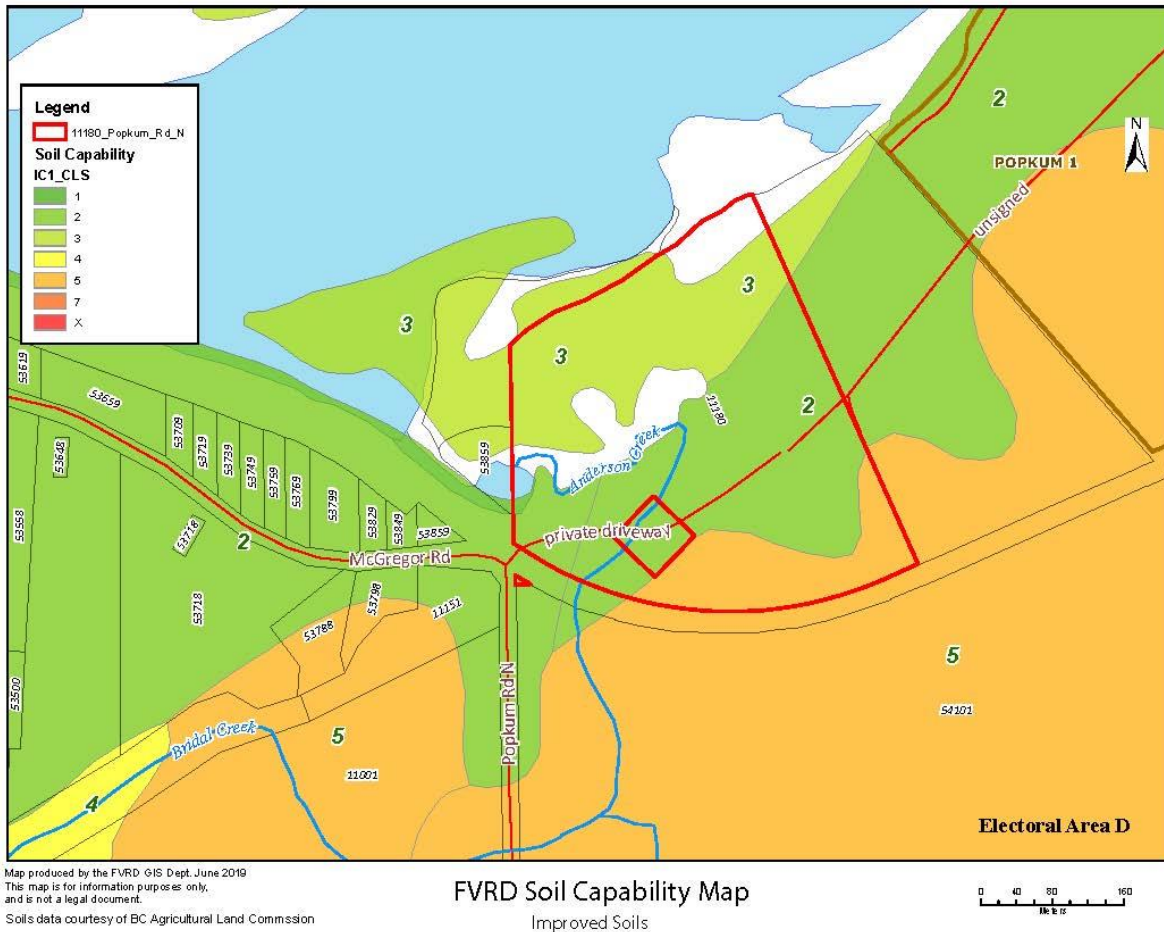 Legend
11180_Popkum_Rd_N
Soil Capability
IC1_CLS
1
2
3
4
5
7
X
N
2
POPKUM 1
unsigned
3
3
3
2
11180
53619
53659
53709
53719
53739
53749
53759
53769
53799
53829
53849
53859
53859
53648
53568
53718
2
53718
53500
McGregor Rd
Anderson Creek
private driveway
53798
53788
11151
Popkum Rd N
Bridal Creek
4
5
11001
5
54101
Electoral Area D
Map produced by the FVRD GIS Dept. June 2019
This map is for information purposes only,
and is not a legal document.
Soils data courtesy of BC Agricultural Land Commssion
FVRD Soil Capability Map
Improved Soils
0 40 80 160
Meters